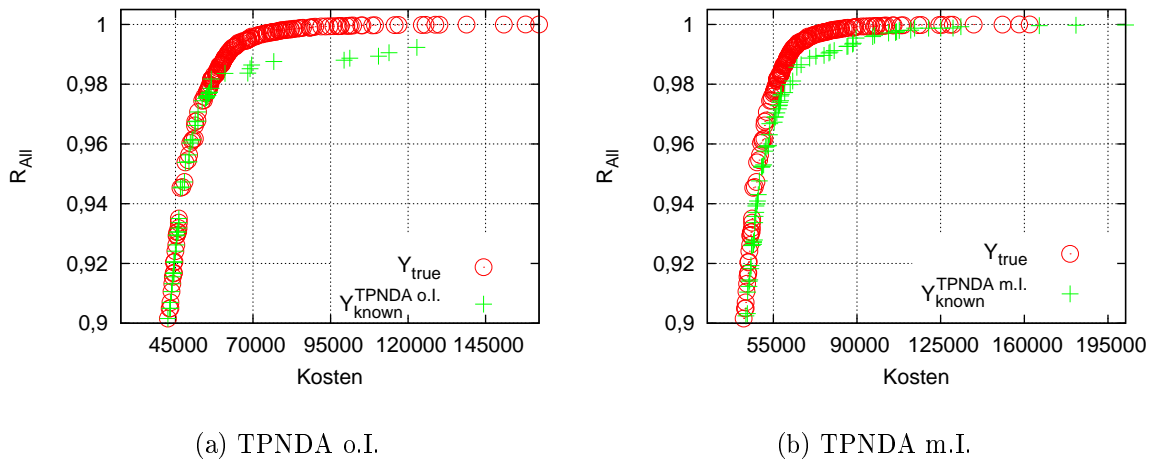 1
0,98
0,96
0,94
0,92
0,9
R_All
45000 70000 95000 120000 145000
Kosten
Y_true
Y_known^TPNDA o.I.
(a) TPNDA o.I.
1
0,98
0,96
0,94
0,92
0,9
R_All
55000 90000 125000 160000 195000
Kosten
Y_true
Y_known^TPNDA m.I.
(b) TPNDA m.I.